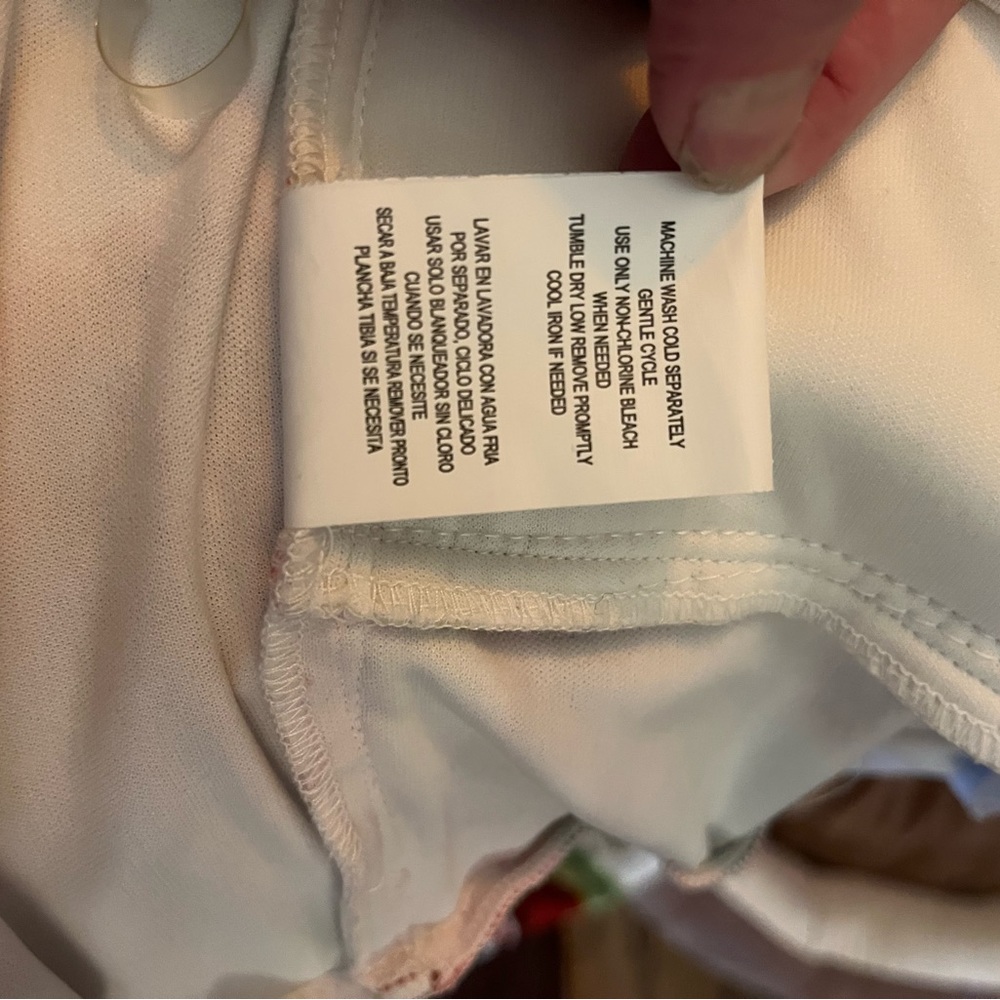 MACHINE WASH COLD SEPARATELY
GENTLE CYCLE
USE ONLY NON-CHLORINE BLEACH
WHEN NEEDED
TUMBLE DRY LOW REMOVE PROMPTLY
COOL IRON IF NEEDED
LAVAR EN LAVADORA CON AGUA FRIA
POR SEPARADO, CICLO DELICADO
USAR SOLO BLANQUEADOR SIN CLORO
CUANDO SE NECESITE
SECAR A BAJA TEMPERATURA REMOVER PRONTO
PLANCHA TIBIA SI SE NECESITA